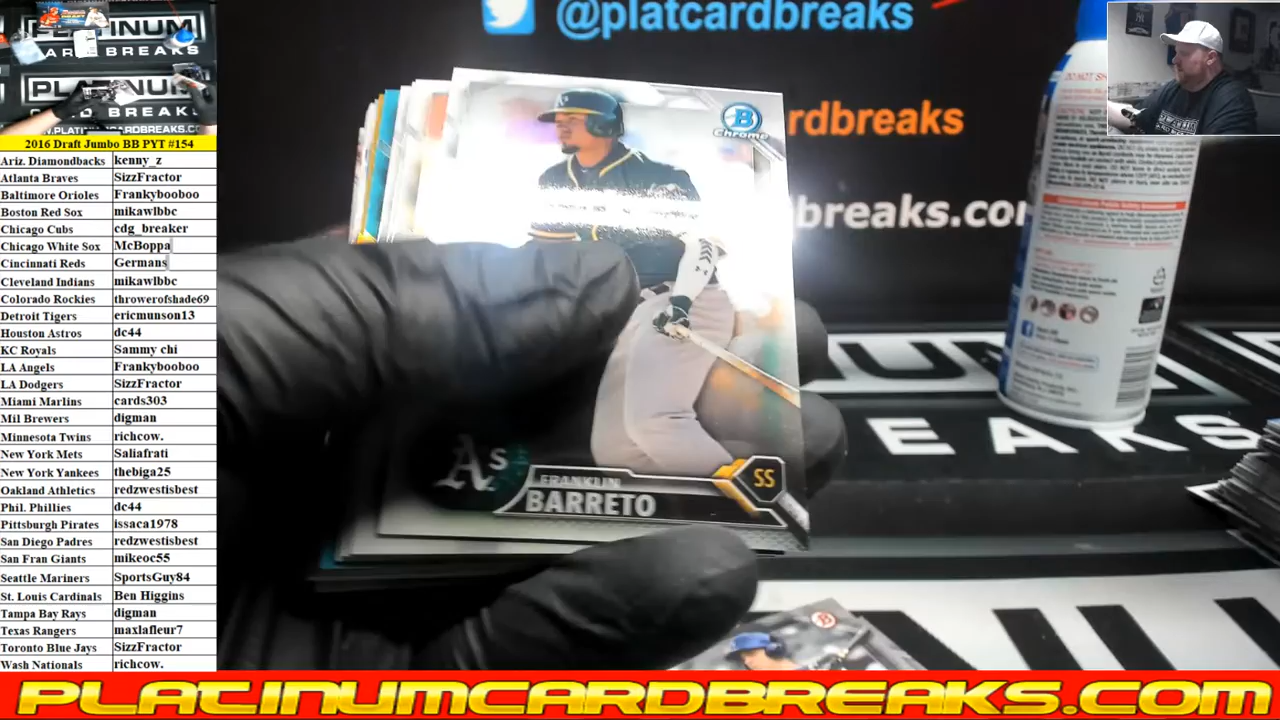 PLATINUM
CARD BREAKS
PLATINUM
CARD BREAKS
WWW.PLATINUMCARDBREAKS.COM
@platcardbreaks
rdbreaks
rdbreaks.com
B
Chrome
A's
FRANKLIN
BARRETO
SS
B
EAKS
2016 Draft Jumbo BB PYT #154
Ariz. Diamondbacks kenny_z
Atlanta Braves SizzFractor
Baltimore Orioles Frankybooboo
Boston Red Sox mikawlbbc
Chicago Cubs cdg_breaker
Chicago White Sox McBoppa
Cincinnati Reds Germans
Cleveland Indians mikawlbbc
Colorado Rockies throwerofshade69
Detroit Tigers ericmunson13
Houston Astros dc44
KC Royals Sammy chi
LA Angels Frankybooboo
LA Dodgers SizzFractor
Miami Marlins cards303
Mil Brewers digman
Minnesota Twins richcow.
New York Mets Saliafrati
New York Yankees thebiga25
Oakland Athletics redzwestisbest
Phil. Phillies dc44
Pittsburgh Pirates issaca1978
San Diego Padres redzwestisbest
San Fran Giants mikeoc55
Seattle Mariners SportsGuy84
St. Louis Cardinals Ben Higgins
Tampa Bay Rays digman
Texas Rangers maxlafleur7
Toronto Blue Jays SizzFractor
Wash Nationals richcow.
PLATINUMCARDBREAKS.COM